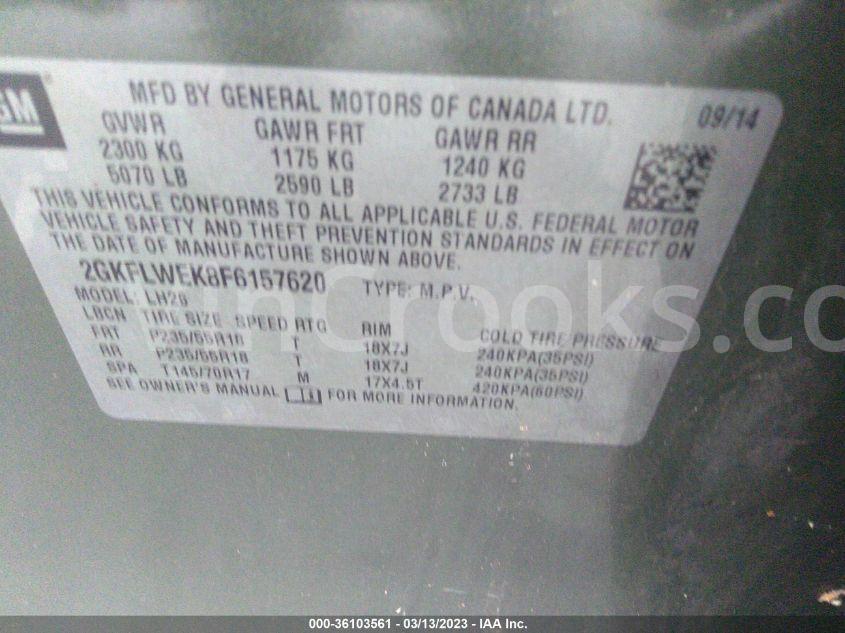 GM
MFD BY GENERAL MOTORS OF CANADA LTD. 09/14
GVWR GAWR FRT GAWR RR
2300 KG 1175 KG 1240 KG
5070 LB 2590 LB 2733 LB
THIS VEHICLE CONFORMS TO ALL APPLICABLE U.S. FEDERAL MOTOR
VEHICLE SAFETY AND THEFT PREVENTION STANDARDS IN EFFECT ON
THE DATE OF MANUFACTURE SHOWN ABOVE.
2GKFLWEK8F6157620 TYPE: M.P.V.
MODEL: LH26
LBCN TIRE SIZE SPEED RTG RIM COLD TIRE PRESSURE
FRT P235/55R18 T 18X7J 240KPA(35PSI)
RR P235/55R18 T 18X7J 240KPA(35PSI)
SPA T145/70R17 M 17X4.5T 420KPA(60PSI)
SEE OWNER'S MANUAL FOR MORE INFORMATION.
000-36103561 — 03/13/2023 — IAA Inc.